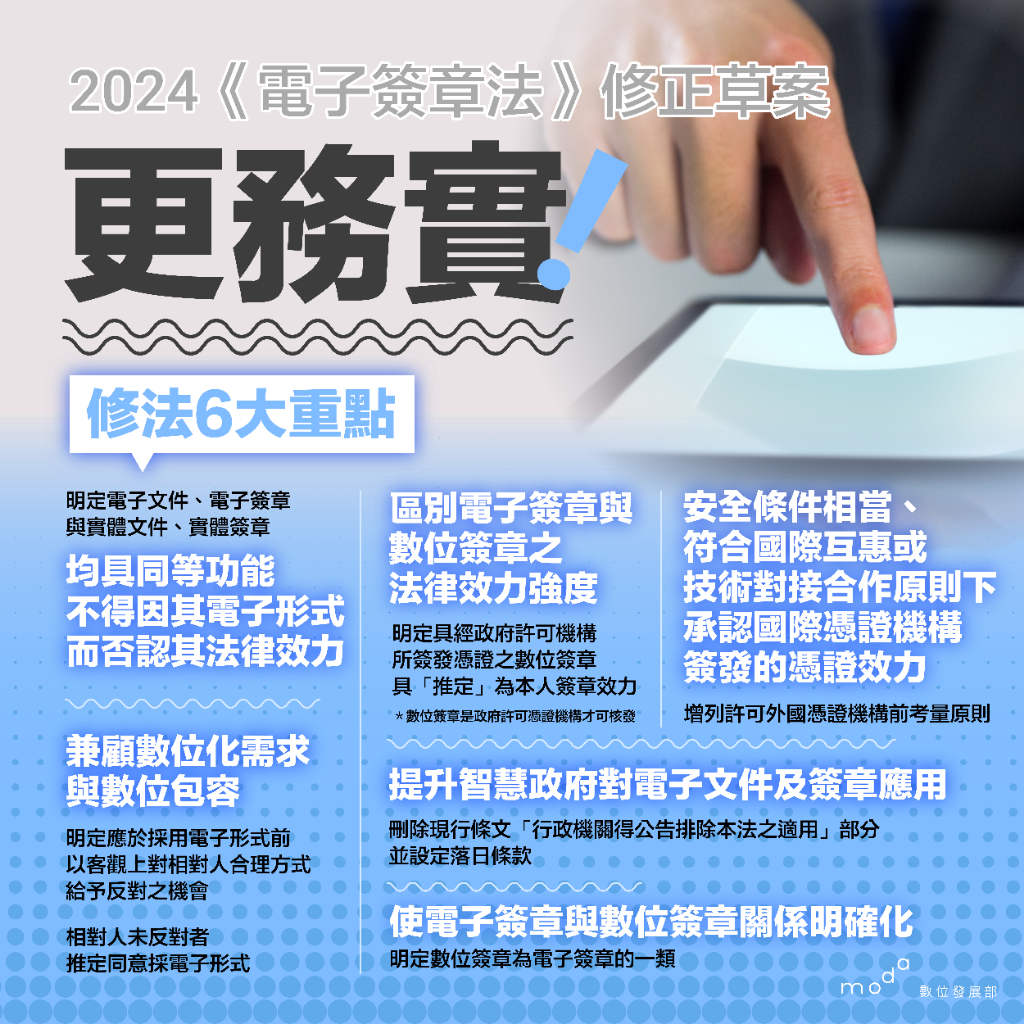 2024《電子簽章法》修正草案
更務實!
修法6大重點
明定電子文件、電子簽章
與實體文件、實體簽章
均具同等功能
不得因其電子形式
而否認其法律效力
兼顧數位化需求
與數位包容
明定應於採用電子形式前
以客觀上對相對人合理方式
給予反對之機會
相對人未反對者
推定同意採電子形式
區別電子簽章與
數位簽章之
法律效力強度
明定具經政府許可機構
所簽發憑證之數位簽章
具「推定」為本人簽章效力
*數位簽章是政府許可憑證機構才可核發
安全條件相當、
符合國際互惠或
技術對接合作原則下
承認國際憑證機構
簽發的憑證效力
增列許可外國憑證機構前考量原則
提升智慧政府對電子文件及簽章應用
刪除現行條文「行政機關得公告排除本法之適用」部分
並設定落日條款
使電子簽章與數位簽章關係明確化
明定數位簽章為電子簽章的一類
moda 數位發展部